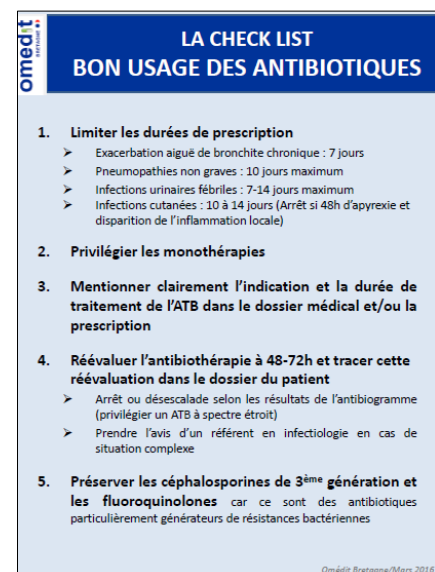 omedit
BRETAGNE
LA CHECK LIST
BON USAGE DES ANTIBIOTIQUES
1. Limiter les durées de prescription
➢ Exacerbation aiguë de bronchite chronique : 7 jours
➢ Pneumopathies non graves : 10 jours maximum
➢ Infections urinaires fébriles : 7-14 jours maximum
➢ Infections cutanées : 10 à 14 jours (Arrêt si 48h d'apyrexie et
disparition de l'inflammation locale)
2. Privilégier les monothérapies
3. Mentionner clairement l'indication et la durée de
traitement de l'ATB dans le dossier médical et/ou la
prescription
4. Réévaluer l'antibiothérapie à 48-72h et tracer cette
réévaluation dans le dossier du patient
➢ Arrêt ou désescalade selon les résultats de l'antibiogramme
(privilégier un ATB à spectre étroit)
➢ Prendre l'avis d'un référent en infectiologie en cas de
situation complexe
5. Préserver les céphalosporines de 3ème génération et
les fluoroquinolones car ce sont des antibiotiques
particulièrement générateurs de résistances bactériennes
Omédit Bretagne/Mars 2016